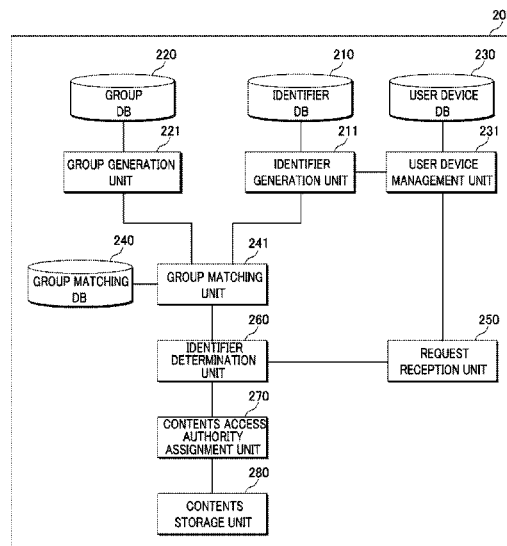 20
220
210
230
GROUP
DB
IDENTIFIER
DB
USER DEVICE
DB
221
211
231
GROUP GENERATION
UNIT
IDENTIFIER
GENERATION UNIT
USER DEVICE
MANAGEMENT UNIT
240
241
GROUP MATCHING
DB
GROUP MATCHING
UNIT
260
250
IDENTIFIER
DETERMINATION
UNIT
REQUEST
RECEPTION UNIT
270
CONTENTS ACCESS
AUTHORITY
ASSIGNMENT UNIT
280
CONTENTS
STORAGE UNIT